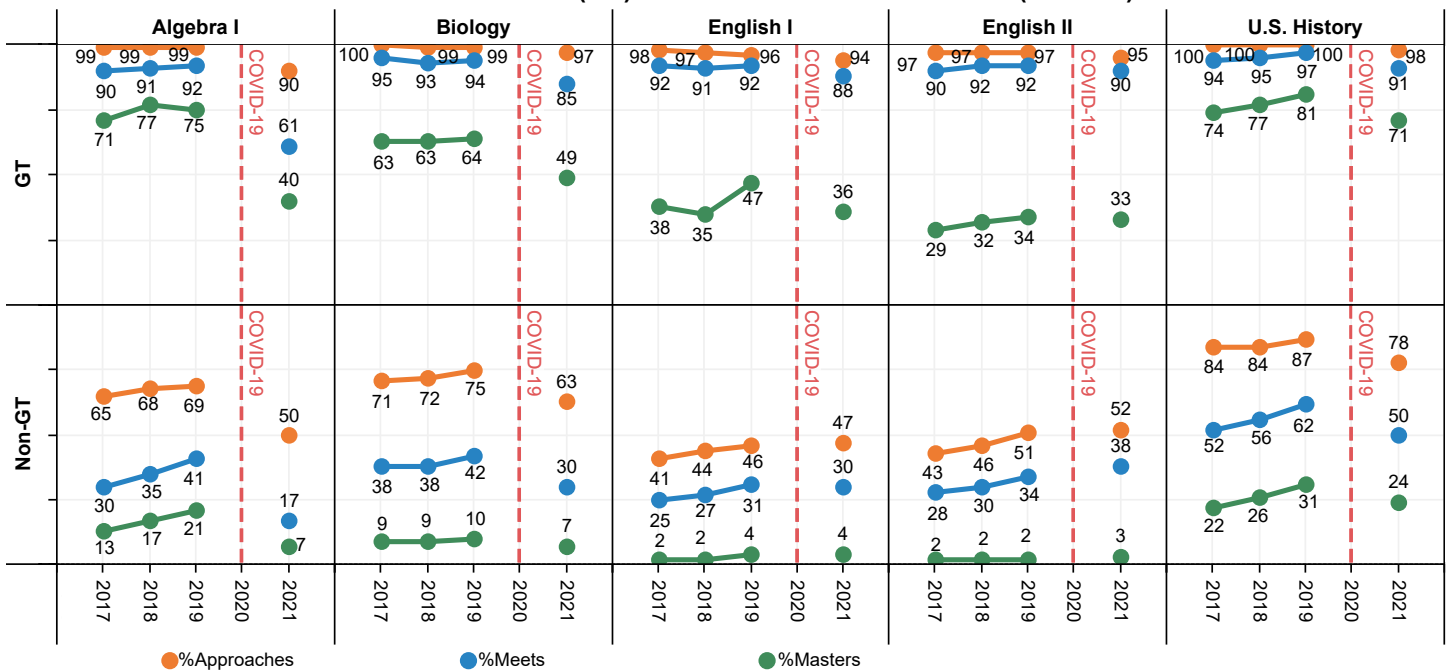 Algebra I Biology English I English II U.S. History
GT
99 99 99 90
90 91 92 61
71 77 75 40
COVID-19
100 99 99 97
95 93 94 85
63 63 64 49
COVID-19
98 97 96 94
92 91 92 88
38 35 47 36
COVID-19
97 97 97 95
90 92 92 90
29 32 34 33
COVID-19
100 100 100 98
94 95 97 91
74 77 81 71
COVID-19
Non-GT
65 68 69 50
30 35 41 17
13 17 21 7
COVID-19
71 72 75 63
38 38 42 30
9 9 10 7
COVID-19
41 44 46 47
25 27 31 30
2 2 4 4
COVID-19
43 46 51 52
28 30 34 38
2 2 2 3
COVID-19
84 84 87 78
52 56 62 50
22 26 31 24
COVID-19
2017 2018 2019 2020 2021 2017 2018 2019 2020 2021 2017 2018 2019 2020 2021 2017 2018 2019 2020 2021 2017 2018 2019 2020 2021
%Approaches %Meets %Masters